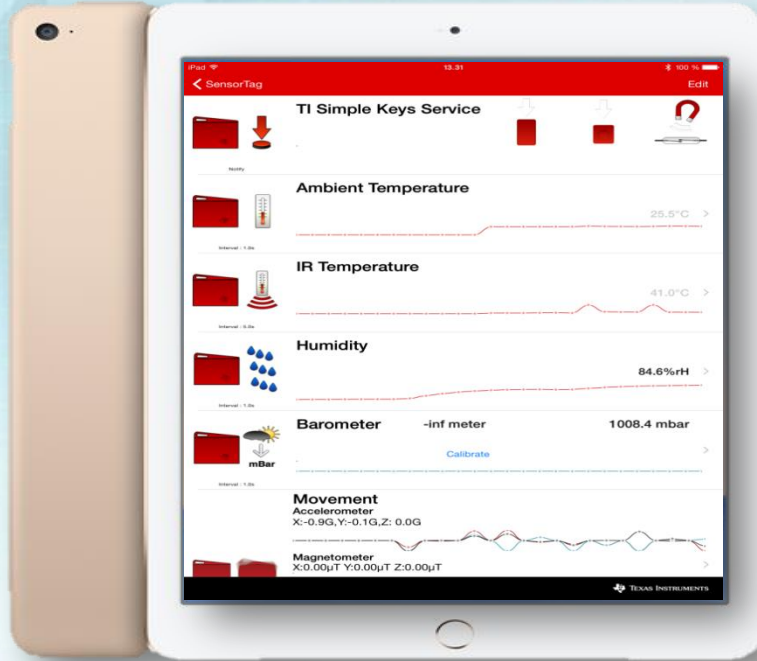 iPad 13.31 100 %
SensorTag Edit
TI Simple Keys Service
Notify
Ambient Temperature
25.5°C
Interval : 1.0s
IR Temperature
41.0°C
Interval : 5.0s
Humidity
84.6%rH
Interval : 1.0s
Barometer -inf meter 1008.4 mbar
Calibrate
mBar
Interval : 1.0s
Movement
Accelerometer
X:-0.9G,Y:-0.1G,Z: 0.0G
Magnetometer
X:0.00µT Y:0.00µT Z:0.00µT
TEXAS INSTRUMENTS